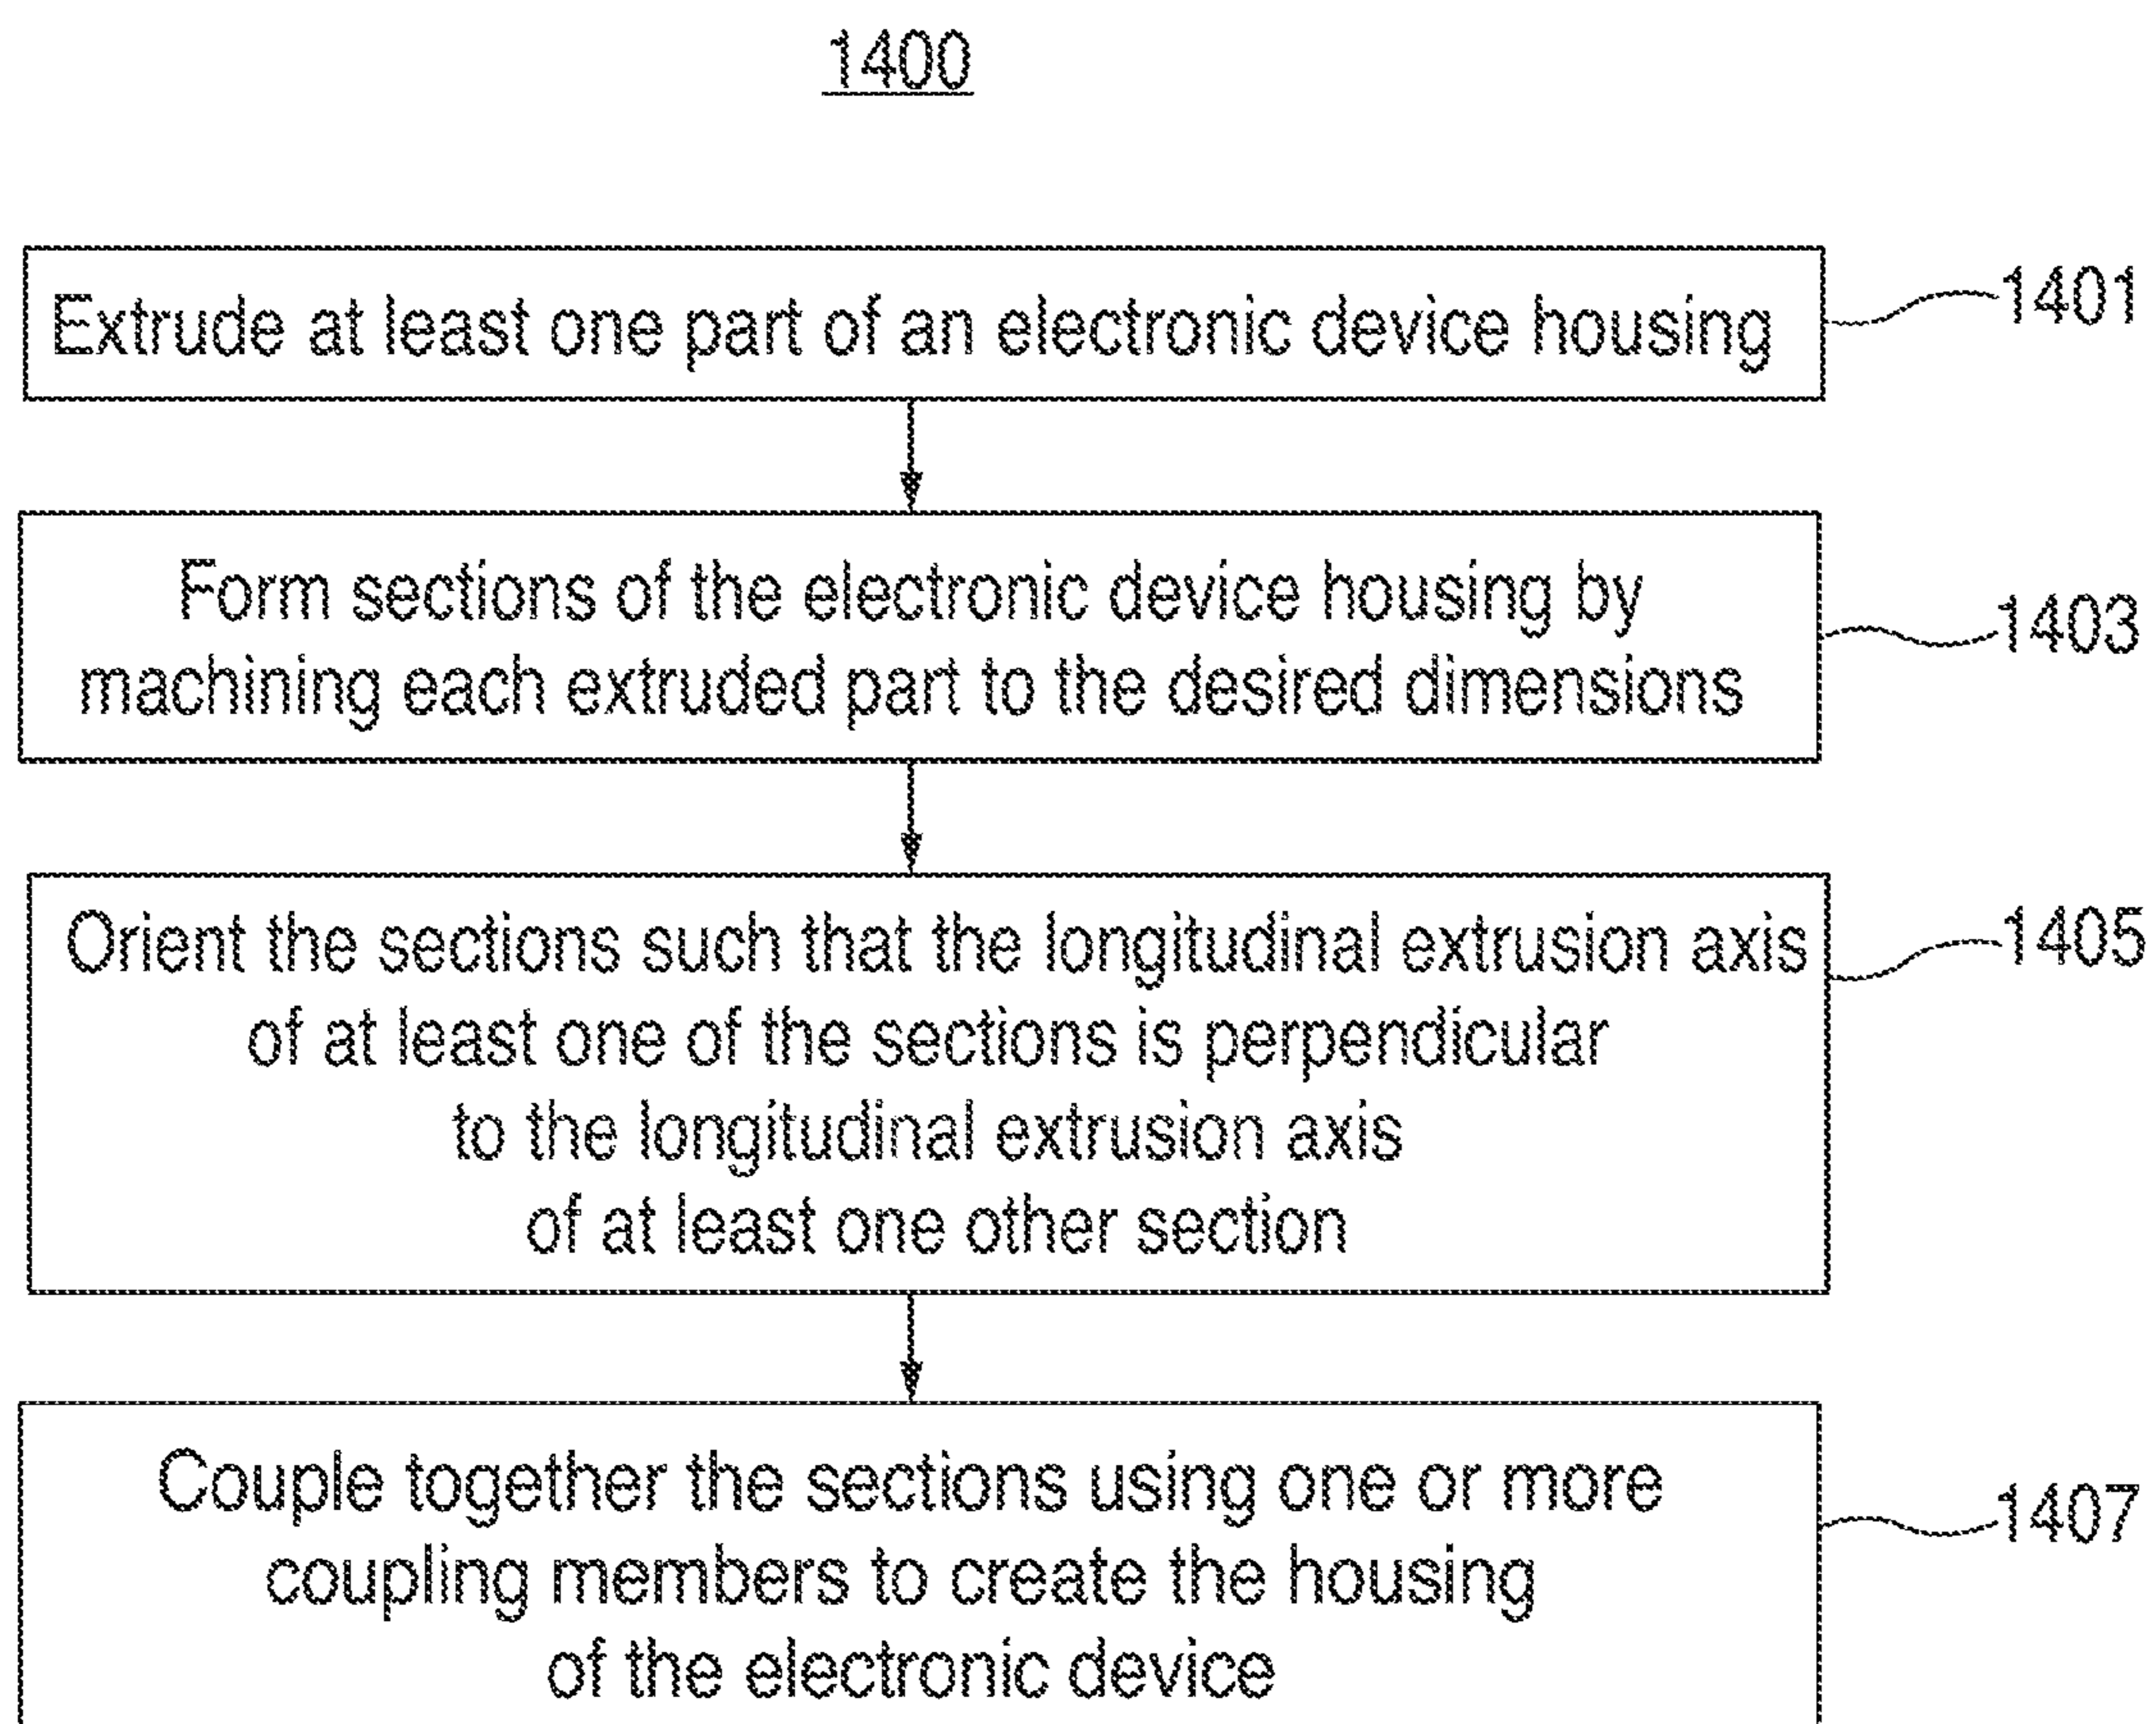 1400
Extrude at least one part of an electronic device housing
1401
Form sections of the electronic device housing by
machining each extruded part to the desired dimensions
1403
Orient the sections such that the longitudinal extrusion axis
of at least one of the sections is perpendicular
to the longitudinal extrusion axis
of at least one other section
1405
Couple together the sections using one or more
coupling members to create the housing
of the electronic device
1407